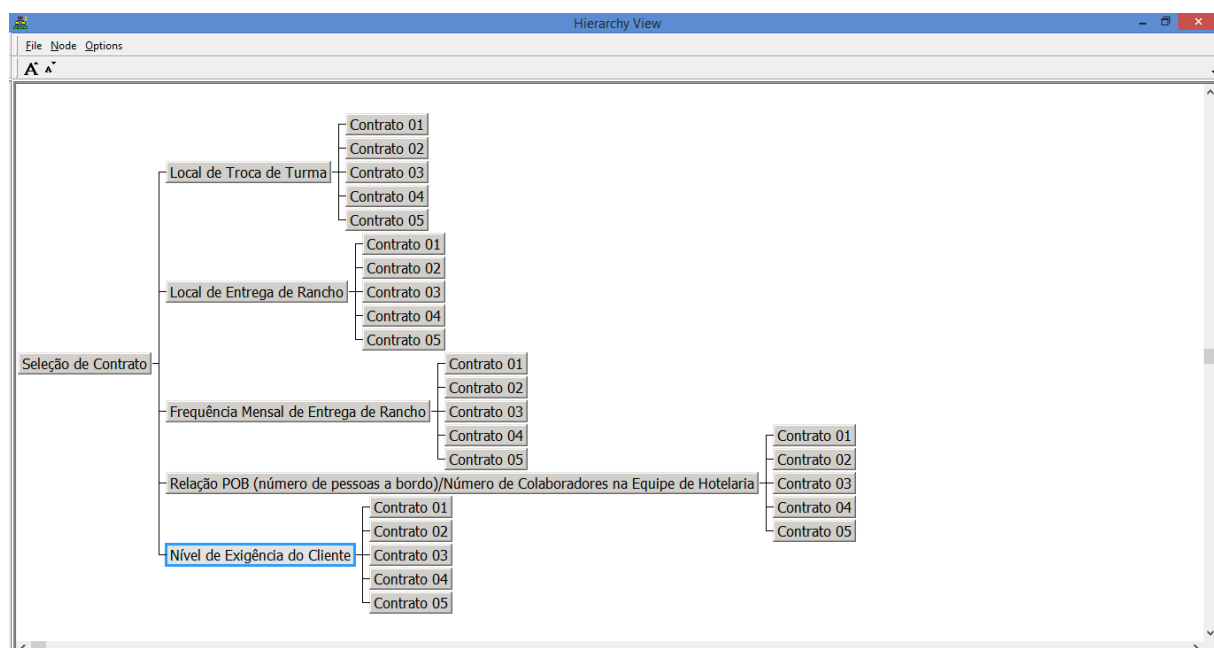 Hierarchy View
File Node Options
Contrato 01
Contrato 02
Local de Troca de Turma Contrato 03
Contrato 04
Contrato 05
Contrato 01
Contrato 02
Local de Entrega de Rancho Contrato 03
Contrato 04
Contrato 05
Seleção de Contrato
Contrato 01
Contrato 02
Frequência Mensal de Entrega de Rancho Contrato 03
Contrato 04
Contrato 05
Contrato 01
Contrato 02
Relação POB (número de pessoas a bordo)/Número de Colaboradores na Equipe de Hotelaria Contrato 03
Contrato 04
Contrato 05
Contrato 01
Contrato 02
Nível de Exigência do Cliente Contrato 03
Contrato 04
Contrato 05